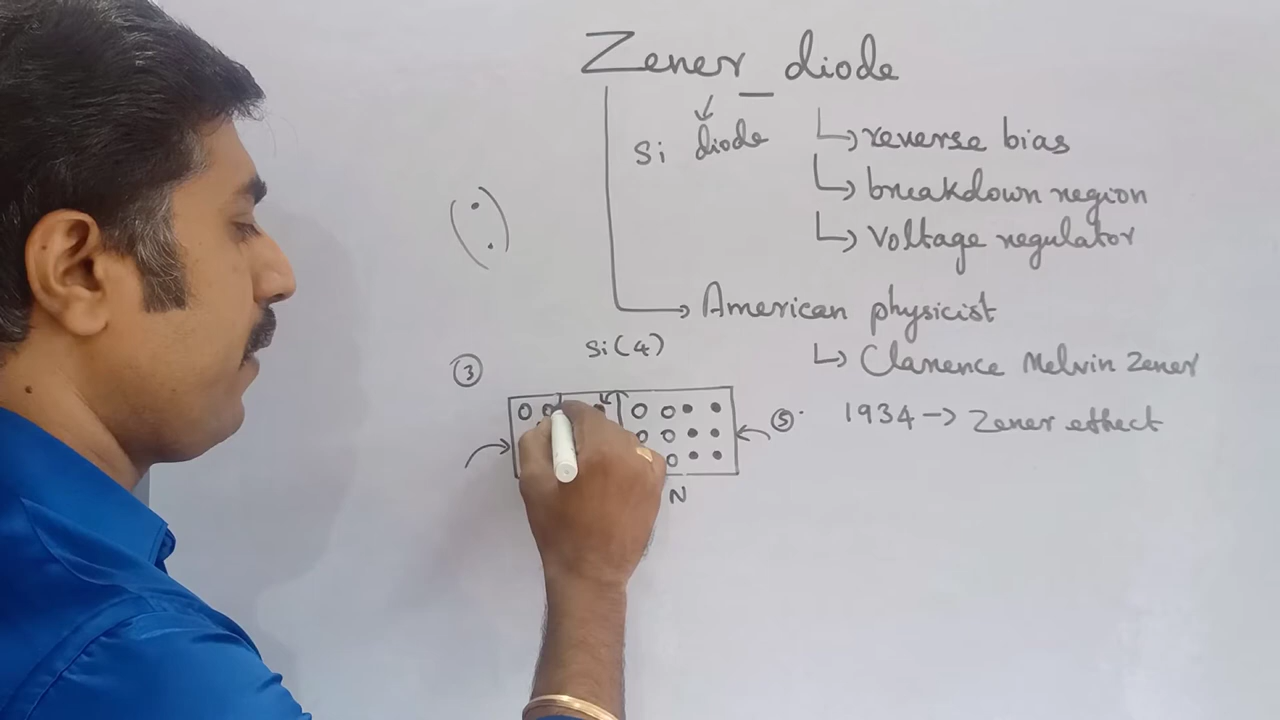 Zener diode
Si diode
reverse bias
breakdown region
Voltage regulator
American physicist
Si(4)
Clarence Melvin Zener
3
5
1934 → Zener effect
N